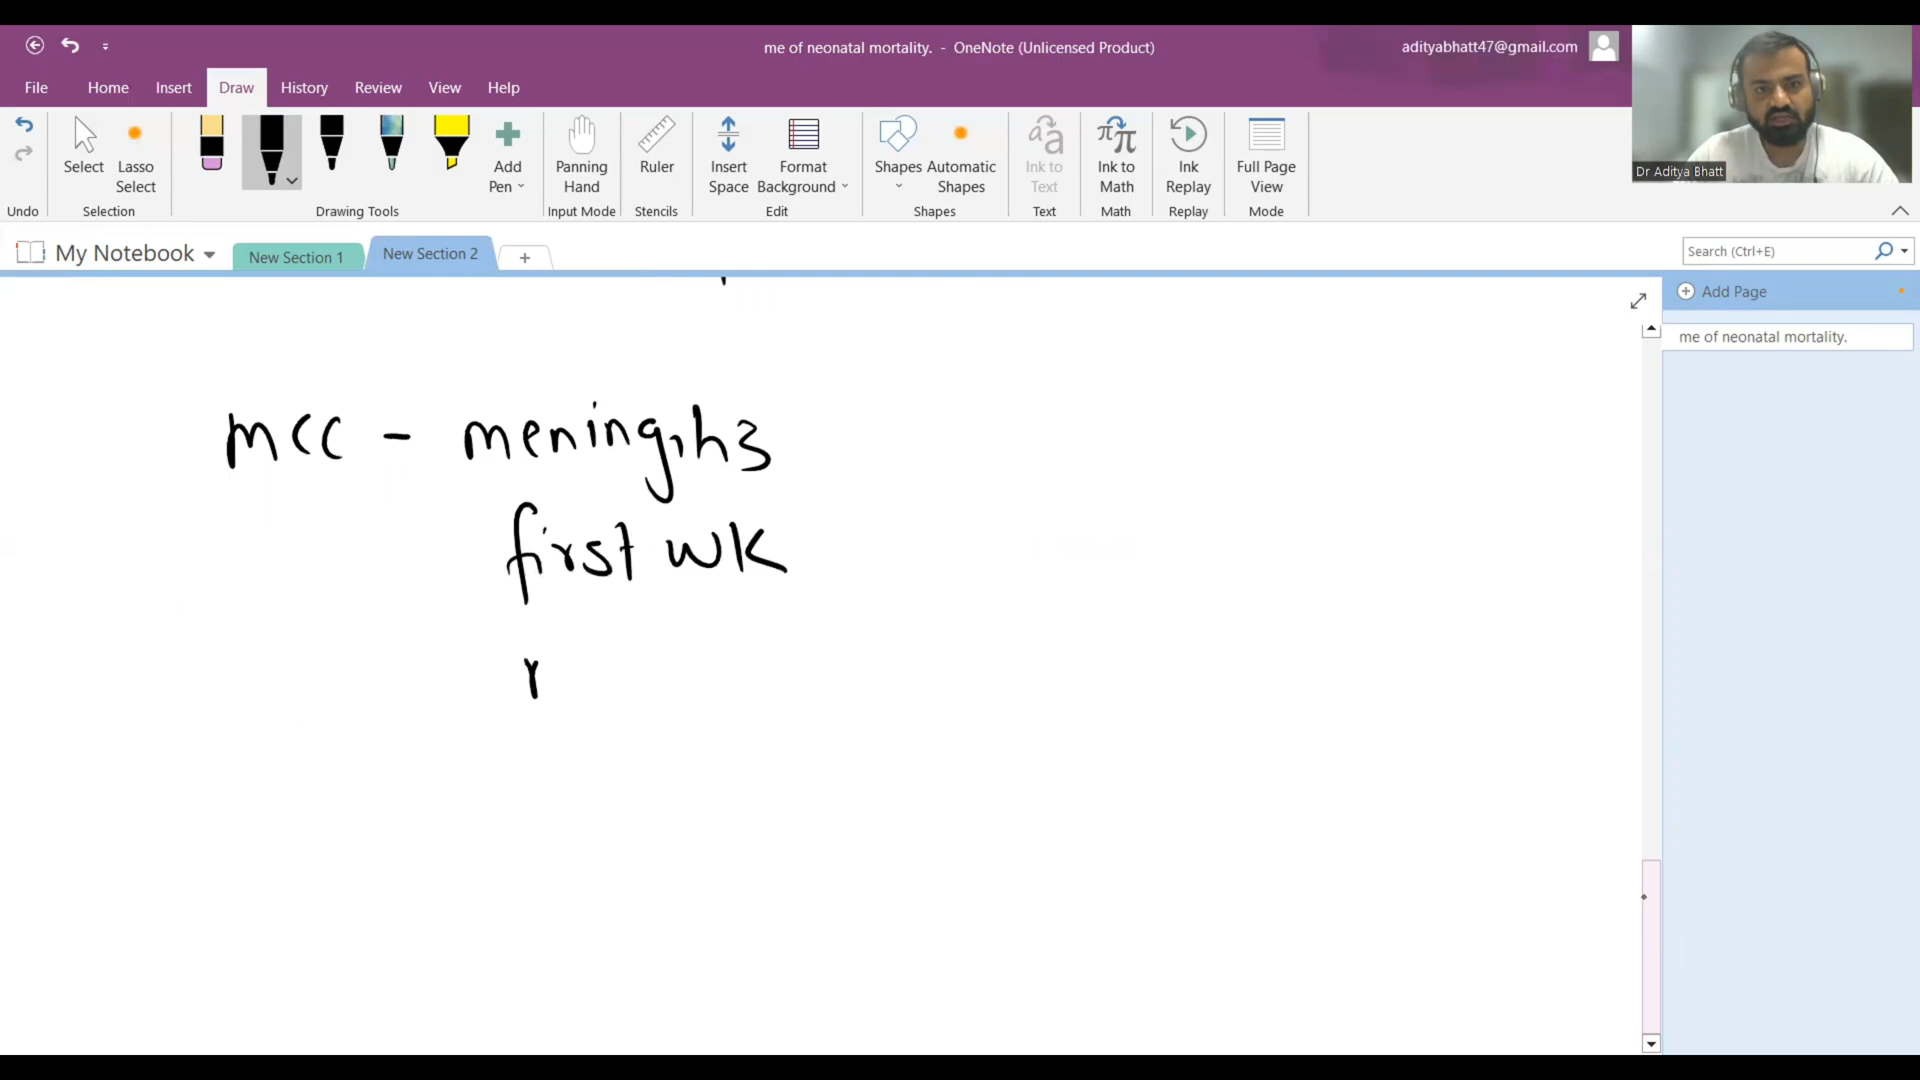 me of neonatal mortality. - OneNote (Unlicensed Product)
adityabhatt47@gmail.com
Dr Aditya Bhatt
File Home Insert Draw History Review View Help
Select
Lasso Select
Add Pen
Panning Hand
Ruler
Insert Space
Format Background
Shapes
Automatic Shapes
Ink to Text
Ink to Math
Ink Replay
Full Page View
Undo Selection Drawing Tools Input Mode Stencils Edit Shapes Text Math Replay Mode
My Notebook New Section 1 New Section 2
Search (Ctrl+E)
Add Page
me of neonatal mortality.
mcc - meningitis
first wk